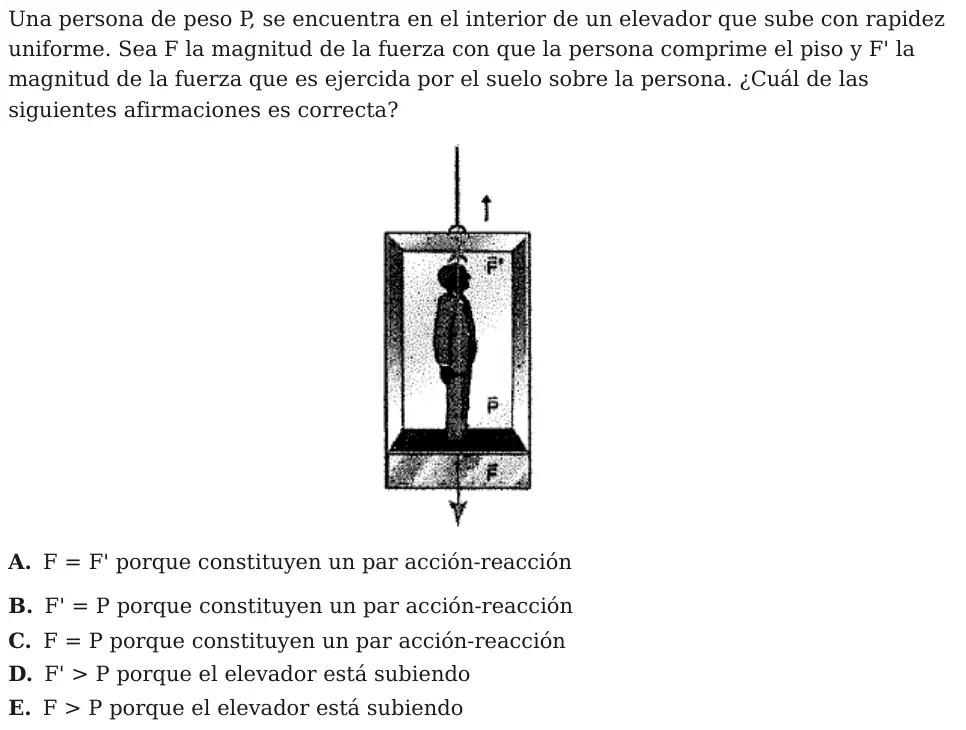 Una persona de peso P, se encuentra en el interior de un elevador que sube con rapidez
uniforme. Sea F la magnitud de la fuerza con que la persona comprime el piso y F' la
magnitud de la fuerza que es ejercida por el suelo sobre la persona. ¿Cuál de las
siguientes afirmaciones es correcta?
F⃗'
P⃗
F⃗
A. F = F' porque constituyen un par acción-reacción
B. F' = P porque constituyen un par acción-reacción
C. F = P porque constituyen un par acción-reacción
D. F' > P porque el elevador está subiendo
E. F > P porque el elevador está subiendo